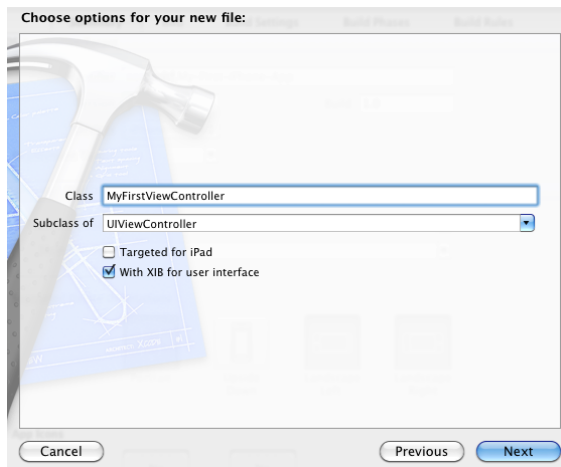 Choose options for your new file:
Class MyFirstViewController
Subclass of UIViewController
Targeted for iPad
With XIB for user interface
Cancel Previous Next